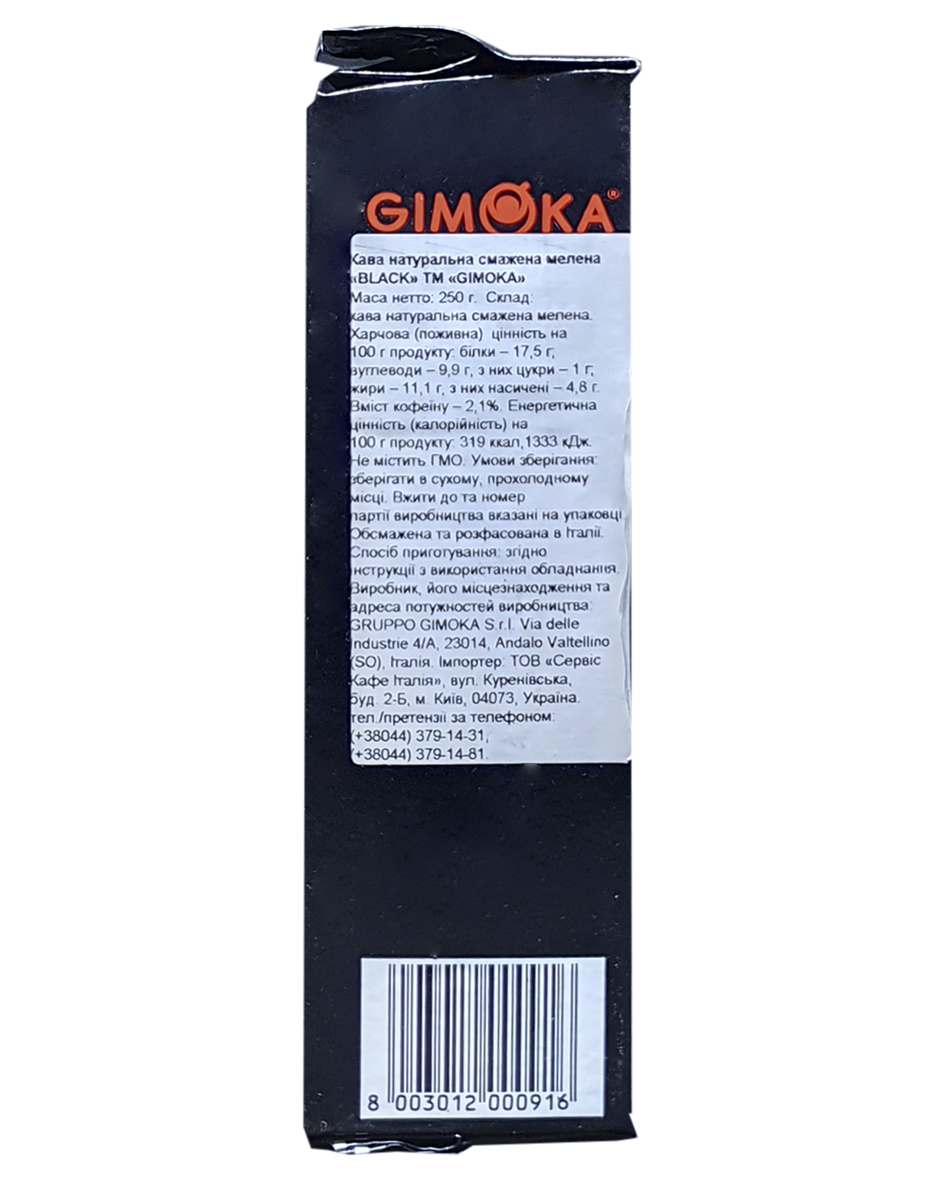 GIMOKA®
Кава натуральна смажена мелена
«BLACK» ТМ «GIMOKA»
Маса нетто: 250 г. Склад:
кава натуральна смажена мелена.
Харчова (поживна) цінність на
100 г продукту: білки – 17,5 г;
вуглеводи – 9,9 г, з них цукри – 1 г;
жири – 11,1 г, з них насичені – 4,8 г.
Вміст кофеїну – 2,1%. Енергетична
цінність (калорійність) на
100 г продукту: 319 ккал,1333 кДж.
Не містить ГМО. Умови зберігання:
зберігати в сухому, прохолодному
місці. Вжити до та номер
партії виробництва вказані на упаковці.
Обсмажена та розфасована в Італії.
Спосіб приготування: згідно
інструкції з використання обладнання.
Виробник, його місцезнаходження та
адреса потужностей виробництва:
GRUPPO GIMOKA S.r.l. Via delle
Industrie 4/A, 23014, Andalo Valtellino
(SO), Італія. Імпортер: ТОВ «Сервіс
Кафе Італія», вул. Куренівська,
буд. 2-Б, м. Київ, 04073, Україна.
тел./претензії за телефоном:
(+38044) 379-14-31,
(+38044) 379-14-81.
8 003012 000916